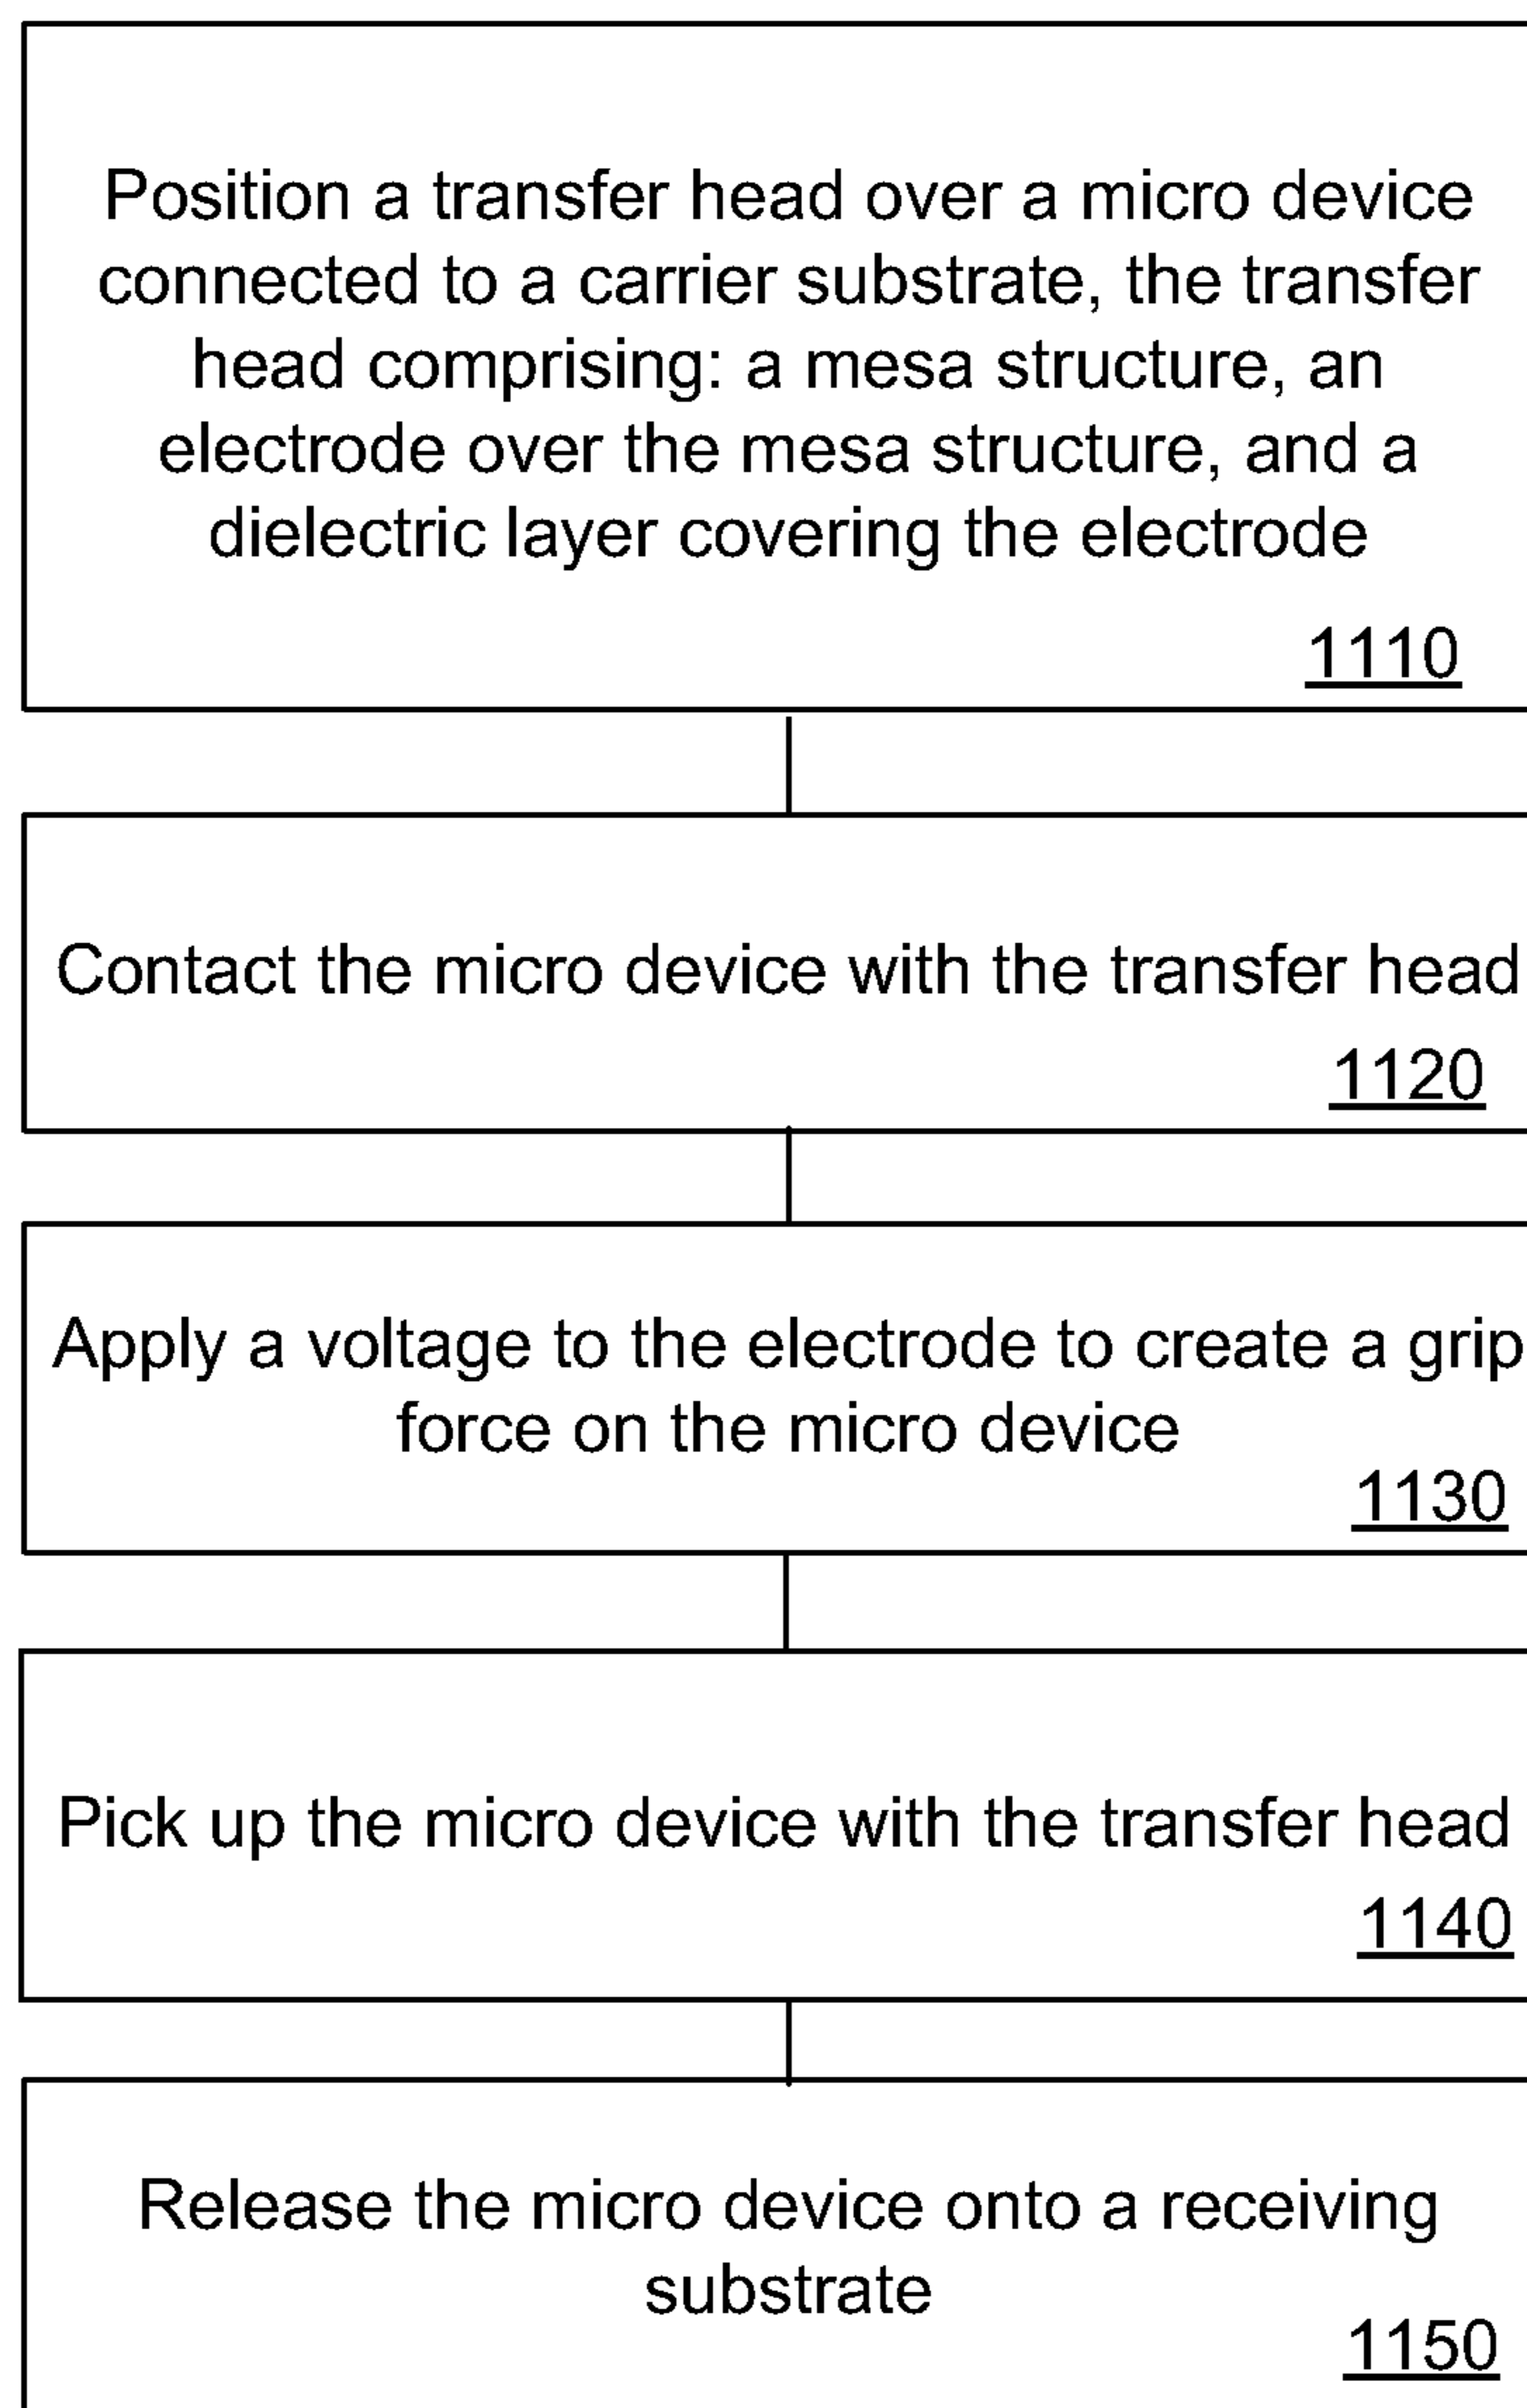 Position a transfer head over a micro device
connected to a carrier substrate, the transfer
head comprising: a mesa structure, an
electrode over the mesa structure, and a
dielectric layer covering the electrode
1110
Contact the micro device with the transfer head
1120
Apply a voltage to the electrode to create a grip
force on the micro device
1130
Pick up the micro device with the transfer head
1140
Release the micro device onto a receiving
substrate
1150